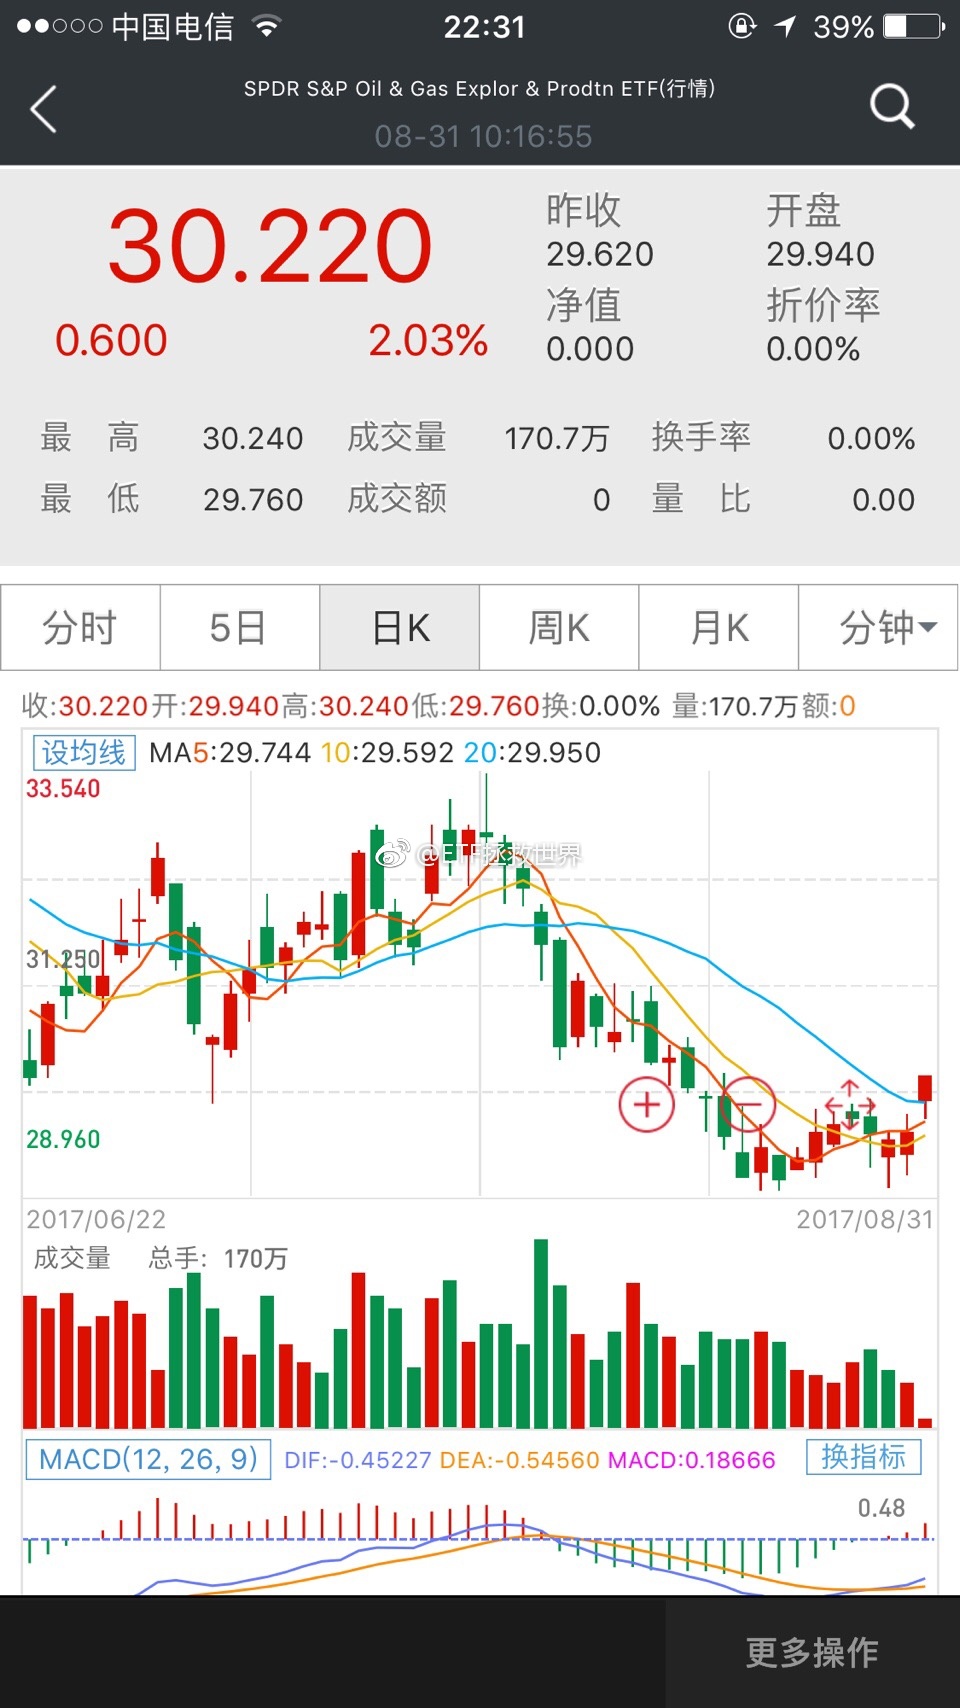 中国电信 22:31 39%
SPDR S&P Oil & Gas Explor & Prodtn ETF(行情)
08-31 10:16:55
30.220
0.600 2.03%
昨收 开盘
29.620 29.940
净值 折价率
0.000 0.00%
最高 30.240 成交量 170.7万 换手率 0.00%
最低 29.760 成交额 0 量比 0.00
分时 5日 日K 周K 月K 分钟
收:30.220开:29.940高:30.240低:29.760换:0.00% 量:170.7万额:0
设均线 MA5:29.744 10:29.592 20:29.950
33.540
@ETF拯救世界
31.250
28.960
2017/06/22 2017/08/31
成交量 总手: 170万
MACD(12, 26, 9) DIF:-0.45227 DEA:-0.54560 MACD:0.18666 换指标
0.48
更多操作